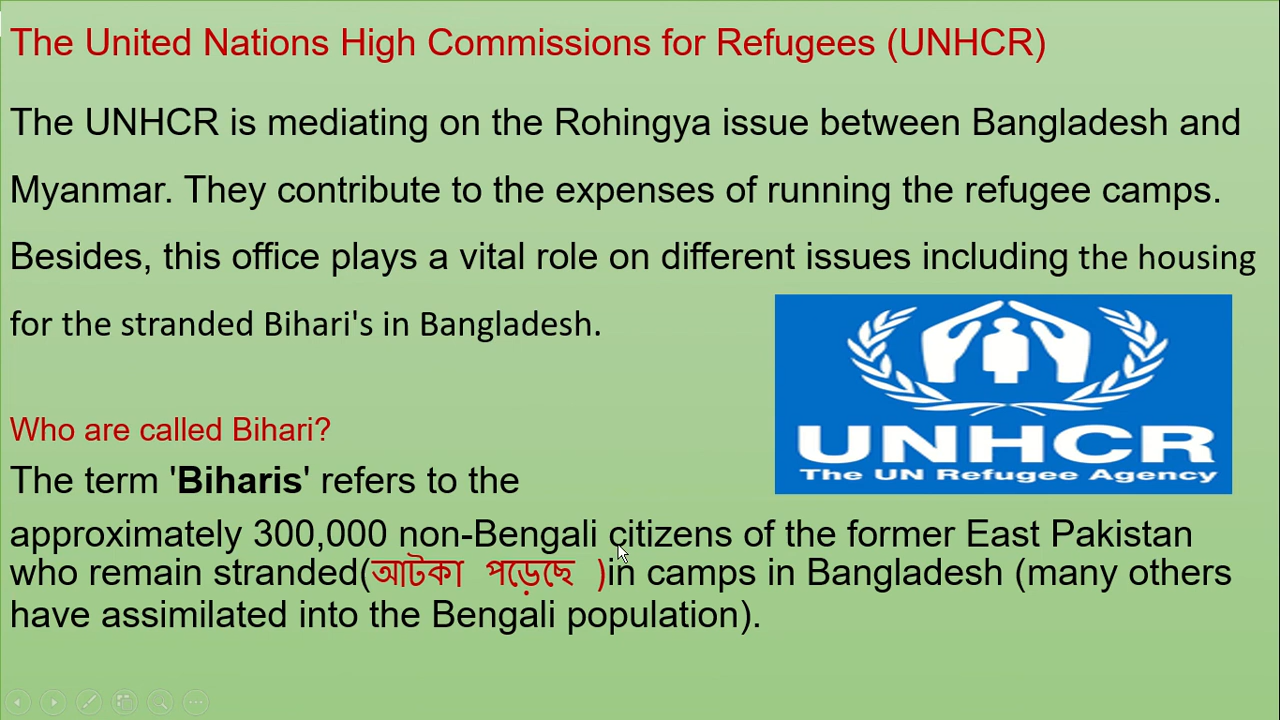 The United Nations High Commissions for Refugees (UNHCR)
The UNHCR is mediating on the Rohingya issue between Bangladesh and
Myanmar. They contribute to the expenses of running the refugee camps.
Besides, this office plays a vital role on different issues including the housing
for the stranded Bihari's in Bangladesh.
UNHCR
The UN Refugee Agency
Who are called Bihari?
The term 'Biharis' refers to the
approximately 300,000 non-Bengali citizens of the former East Pakistan
who remain stranded(আটকা পড়েছে )in camps in Bangladesh (many others
have assimilated into the Bengali population).